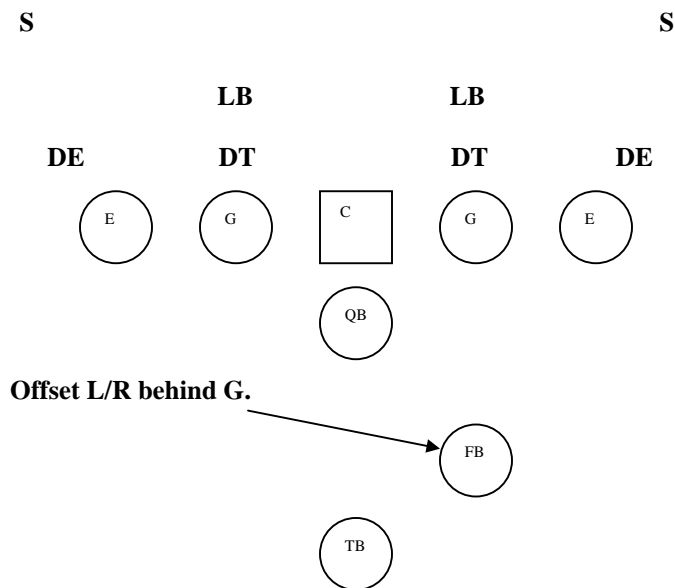 S S
LB LB
DE DT DT DE
E G C G E
QB
Offset L/R behind G.
FB
TB